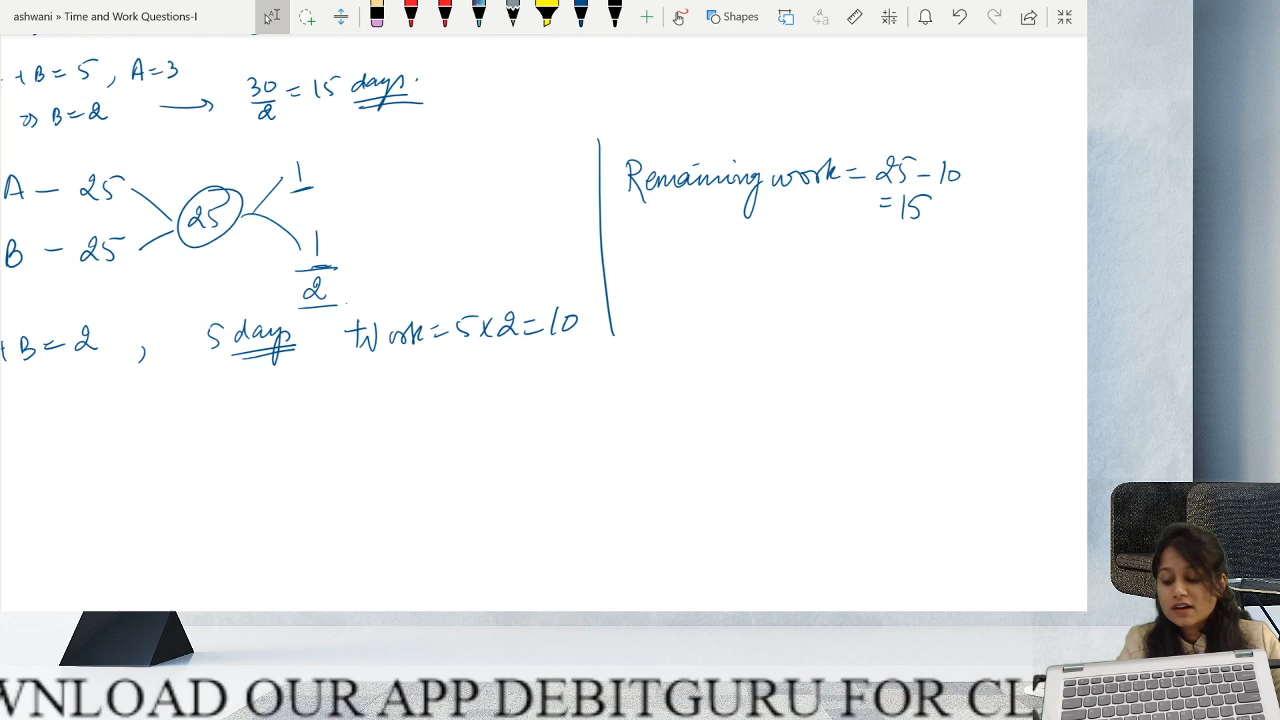 ashwani » Time and Work Questions-I
Shapes
+B = 5 , A = 3
⇒ B = 2 → 30/2 = 15 days.
A — 25
25
1
B — 25
1
2
+B = 2 , 5 days Work = 5×2 = 10
Remaining work = 25 - 10
= 15
WNLOAD OUR APP DEBITGURU FOR CL